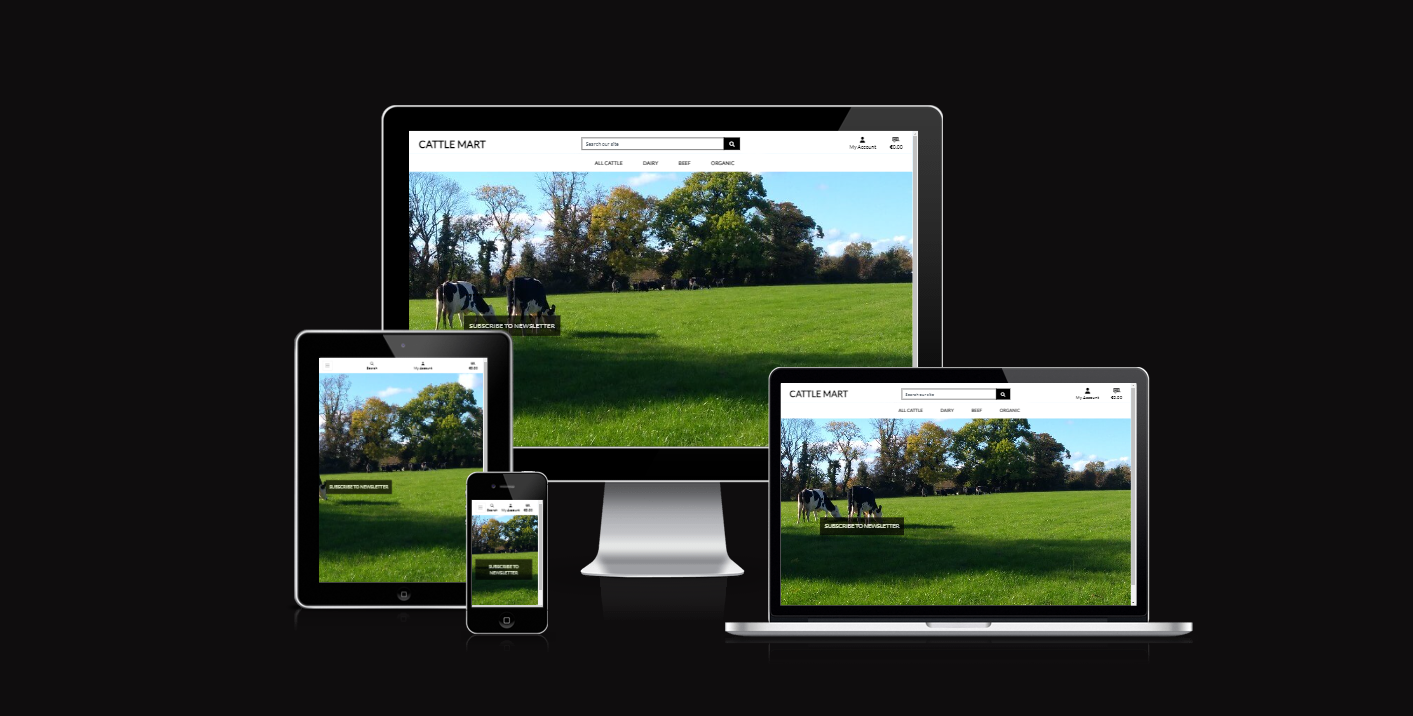 CATTLE MART
Search our site
My Account
€0.00
ALL CATTLE DAIRY BEEF ORGANIC
SUBSCRIBE TO NEWSLETTER
Search
My Account
€0.00
SUBSCRIBE TO NEWSLETTER
Search
My Account
€0.00
SUBSCRIBE TO
NEWSLETTER
CATTLE MART
Search our site
My Account
€0.00
ALL CATTLE DAIRY BEEF ORGANIC
SUBSCRIBE TO NEWSLETTER